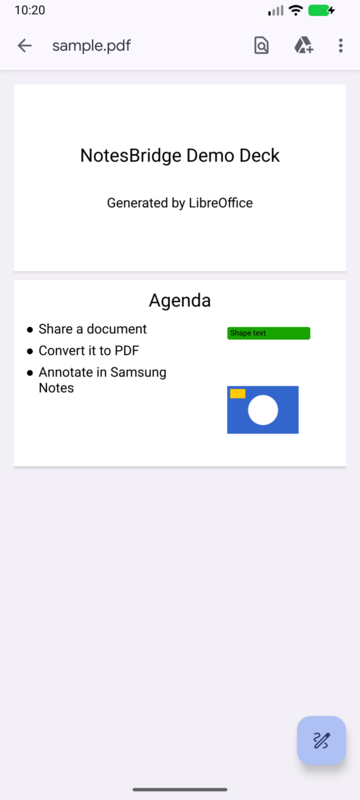 10:20
sample.pdf
NotesBridge Demo Deck
Generated by LibreOffice
Agenda
● Share a document
● Convert it to PDF
● Annotate in Samsung
Notes
Shape text